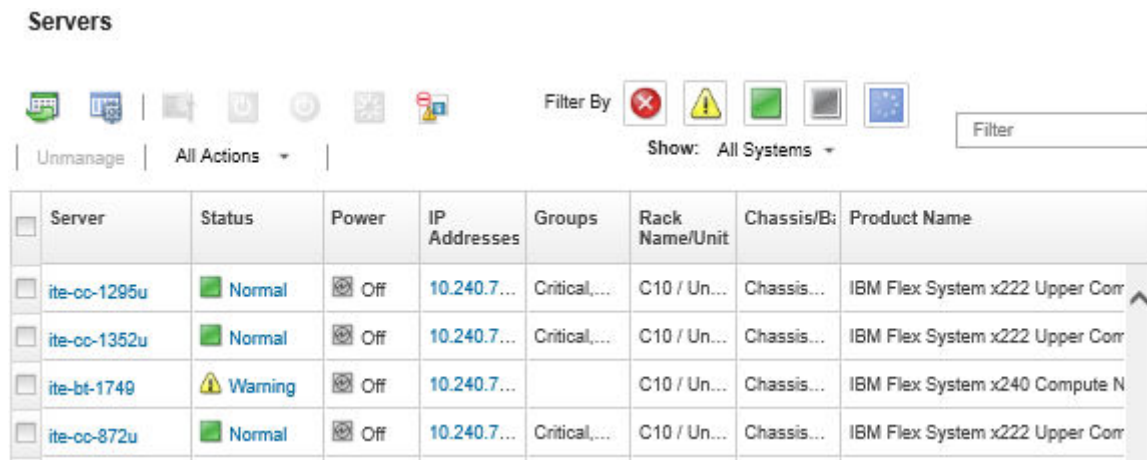 Servers
Filter By
Filter
Unmanage All Actions
Show: All Systems
Server Status Power IP Addresses Groups Rack Name/Unit Chassis/Ba Product Name
ite-cc-1295u Normal Off 10.240.7... Critical,... C10 / Un... Chassis... IBM Flex System x222 Upper Com
ite-cc-1352u Normal Off 10.240.7... Critical,... C10 / Un... Chassis... IBM Flex System x222 Upper Com
ite-bt-1749 Warning Off 10.240.7... C10 / Un... Chassis... IBM Flex System x240 Compute N
ite-cc-872u Normal Off 10.240.7... Critical,... C10 / Un... Chassis... IBM Flex System x222 Upper Com